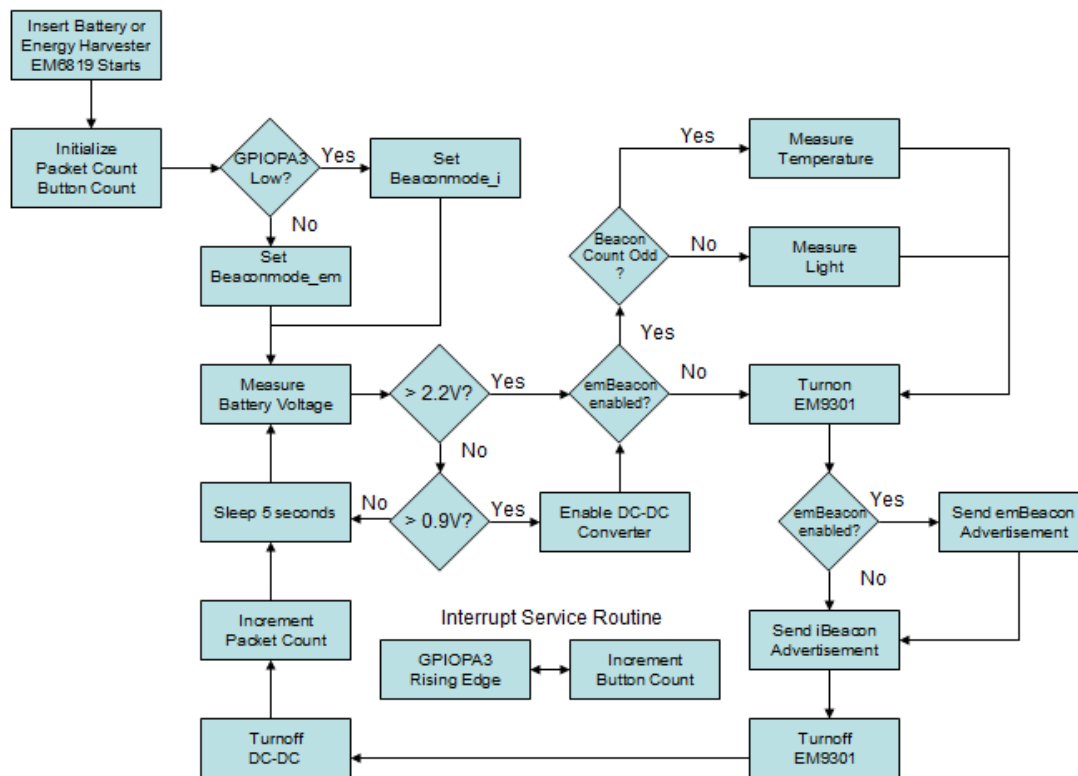 Insert Battery or
Energy Harvester
EM6819 Starts
Initialize
Packet Count
Button Count
GPIOPA3
Low?
Yes
Set
Beaconmode_i
No
Set
Beaconmode_em
Yes
Measure
Temperature
Beacon
Count Odd
?
No
Measure
Light
Yes
Measure
Battery Voltage
> 2.2V?
Yes
emBeacon
enabled?
No
Turnon
EM9301
No
Sleep 5 seconds
No
> 0.9V?
Yes
Enable DC-DC
Converter
emBeacon
enabled?
Yes
Send emBeacon
Advertisement
No
Increment
Packet Count
Interrupt Service Routine
GPIOPA3
Rising Edge
Increment
Button Count
Send iBeacon
Advertisement
Turnoff
DC-DC
Turnoff
EM9301